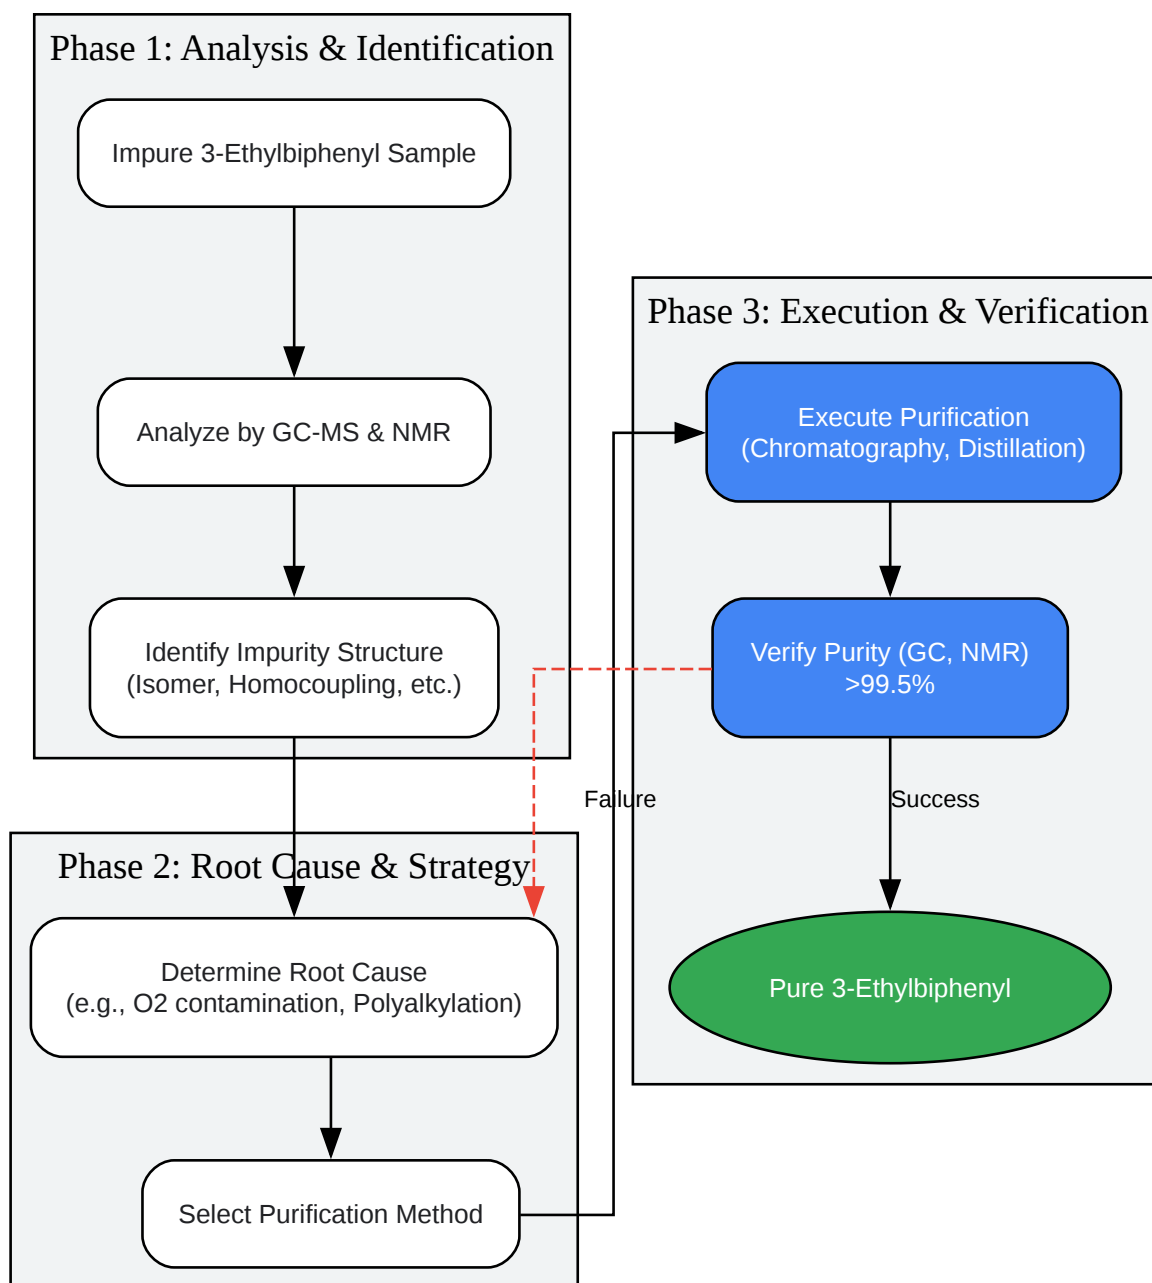 Phase 1: Analysis & Identification
Impure 3-Ethylbiphenyl Sample
Analyze by GC-MS & NMR
Identify Impurity Structure
(Isomer, Homocoupling, etc.)
Phase 2: Root Cause & Strategy
Determine Root Cause
(e.g., O2 contamination, Polyalkylation)
Select Purification Method
Phase 3: Execution & Verification
Execute Purification
(Chromatography, Distillation)
Verify Purity (GC, NMR)
>99.5%
Failure
Success
Pure 3-Ethylbiphenyl